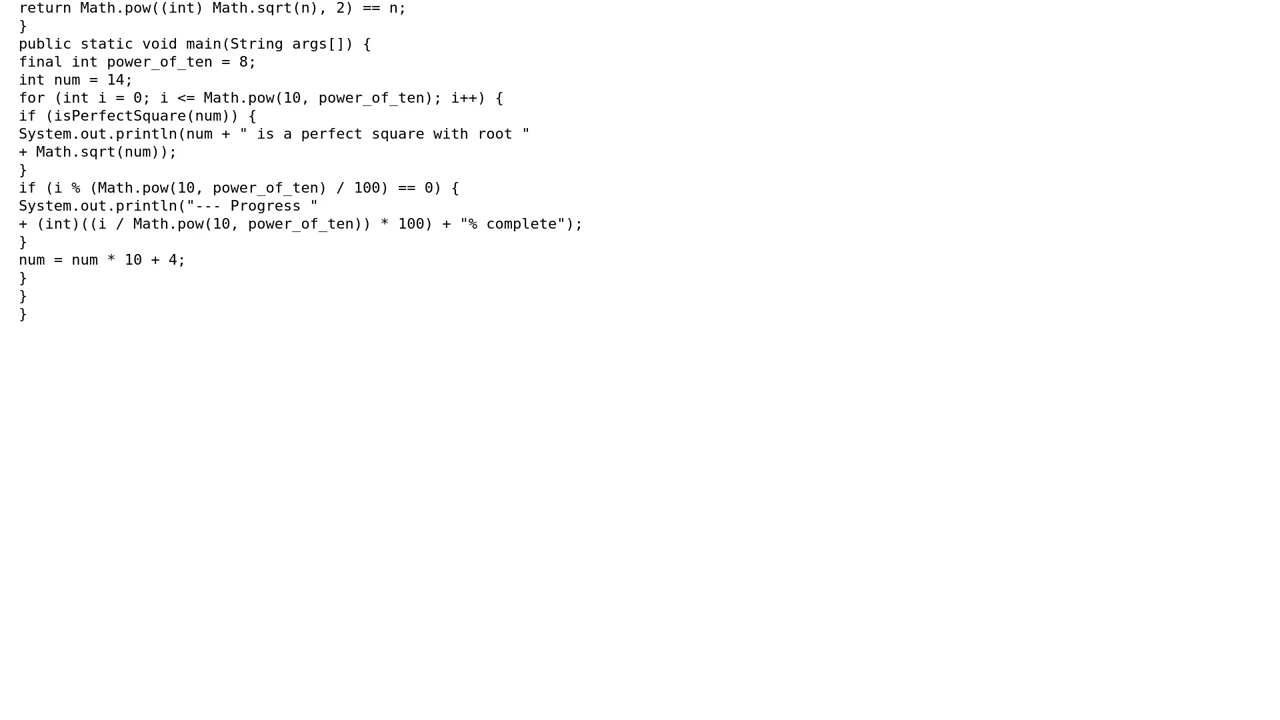 return Math.pow((int) Math.sqrt(n), 2) == n;
}
public static void main(String args[]) {
final int power_of_ten = 8;
int num = 14;
for (int i = 0; i <= Math.pow(10, power_of_ten); i++) {
if (isPerfectSquare(num)) {
System.out.println(num + " is a perfect square with root "
+ Math.sqrt(num));
}
if (i % (Math.pow(10, power_of_ten) / 100) == 0) {
System.out.println("--- Progress "
+ (int)((i / Math.pow(10, power_of_ten)) * 100) + "% complete");
}
num = num * 10 + 4;
}
}
}